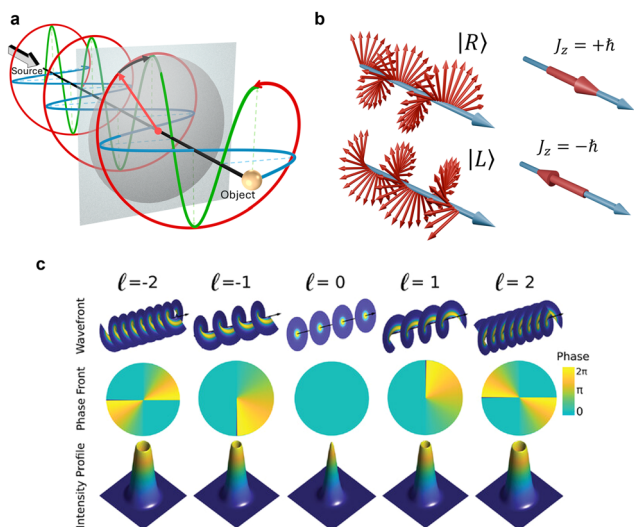 a
Source
Object
b
|R⟩
J_z = +ℏ
|L⟩
J_z = −ℏ
c
ℓ=-2 ℓ=-1 ℓ= 0 ℓ= 1 ℓ= 2
Wavefront
Phase Front
Phase
2π
π
0
Intensity Profile